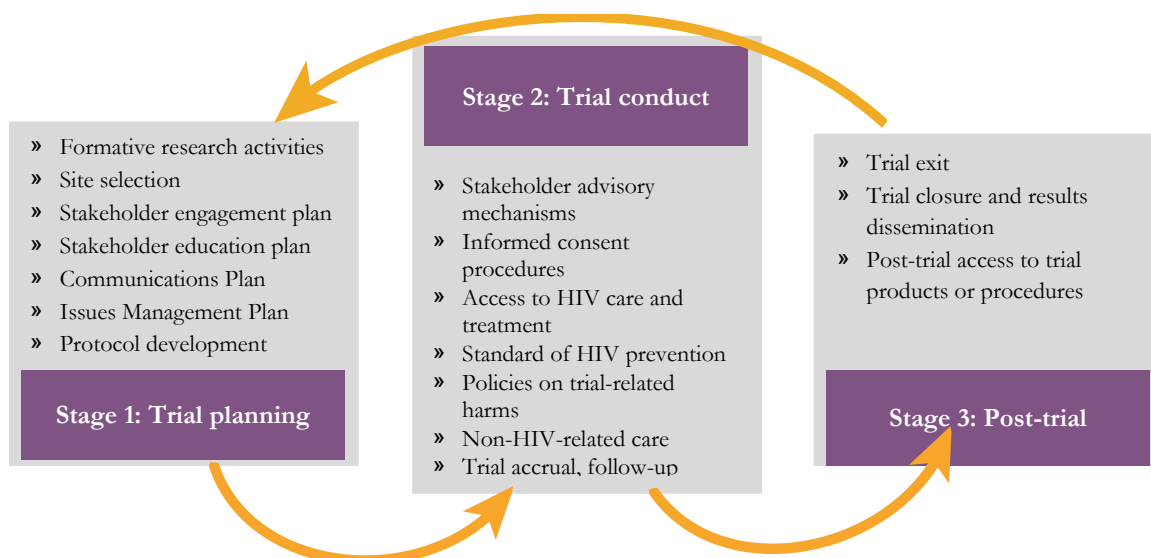 » Formative research activities
» Site selection
» Stakeholder engagement plan
» Stakeholder education plan
» Communications Plan
» Issues Management Plan
» Protocol development
Stage 1: Trial planning
Stage 2: Trial conduct
» Stakeholder advisory
mechanisms
» Informed consent
procedures
» Access to HIV care and
treatment
» Standard of HIV prevention
» Policies on trial-related
harms
» Non-HIV-related care
» Trial accrual, follow-up
» Trial exit
» Trial closure and results
dissemination
» Post-trial access to trial
products or procedures
Stage 3: Post-trial